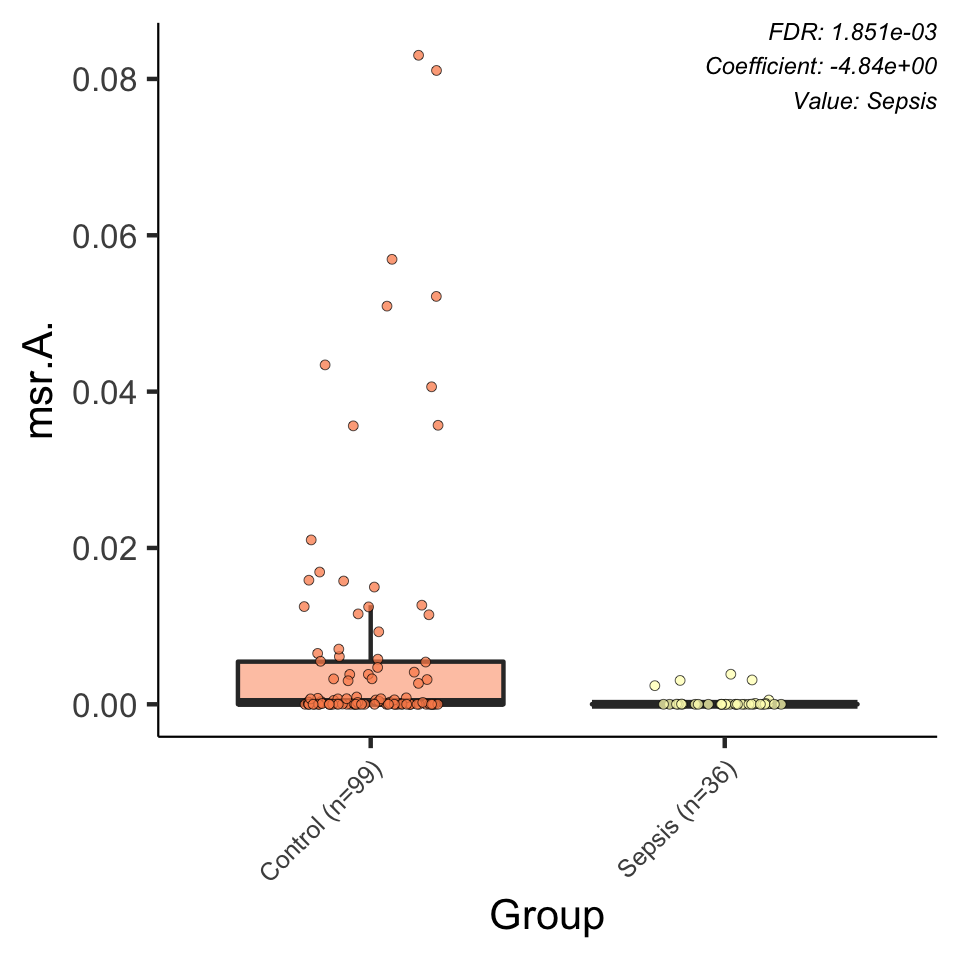 FDR: 1.851e-03
Coefficient: -4.84e+00
Value: Sepsis
msr.A.
0.08
0.06
0.04
0.02
0.00
Control (n=99)
Sepsis (n=36)
Group